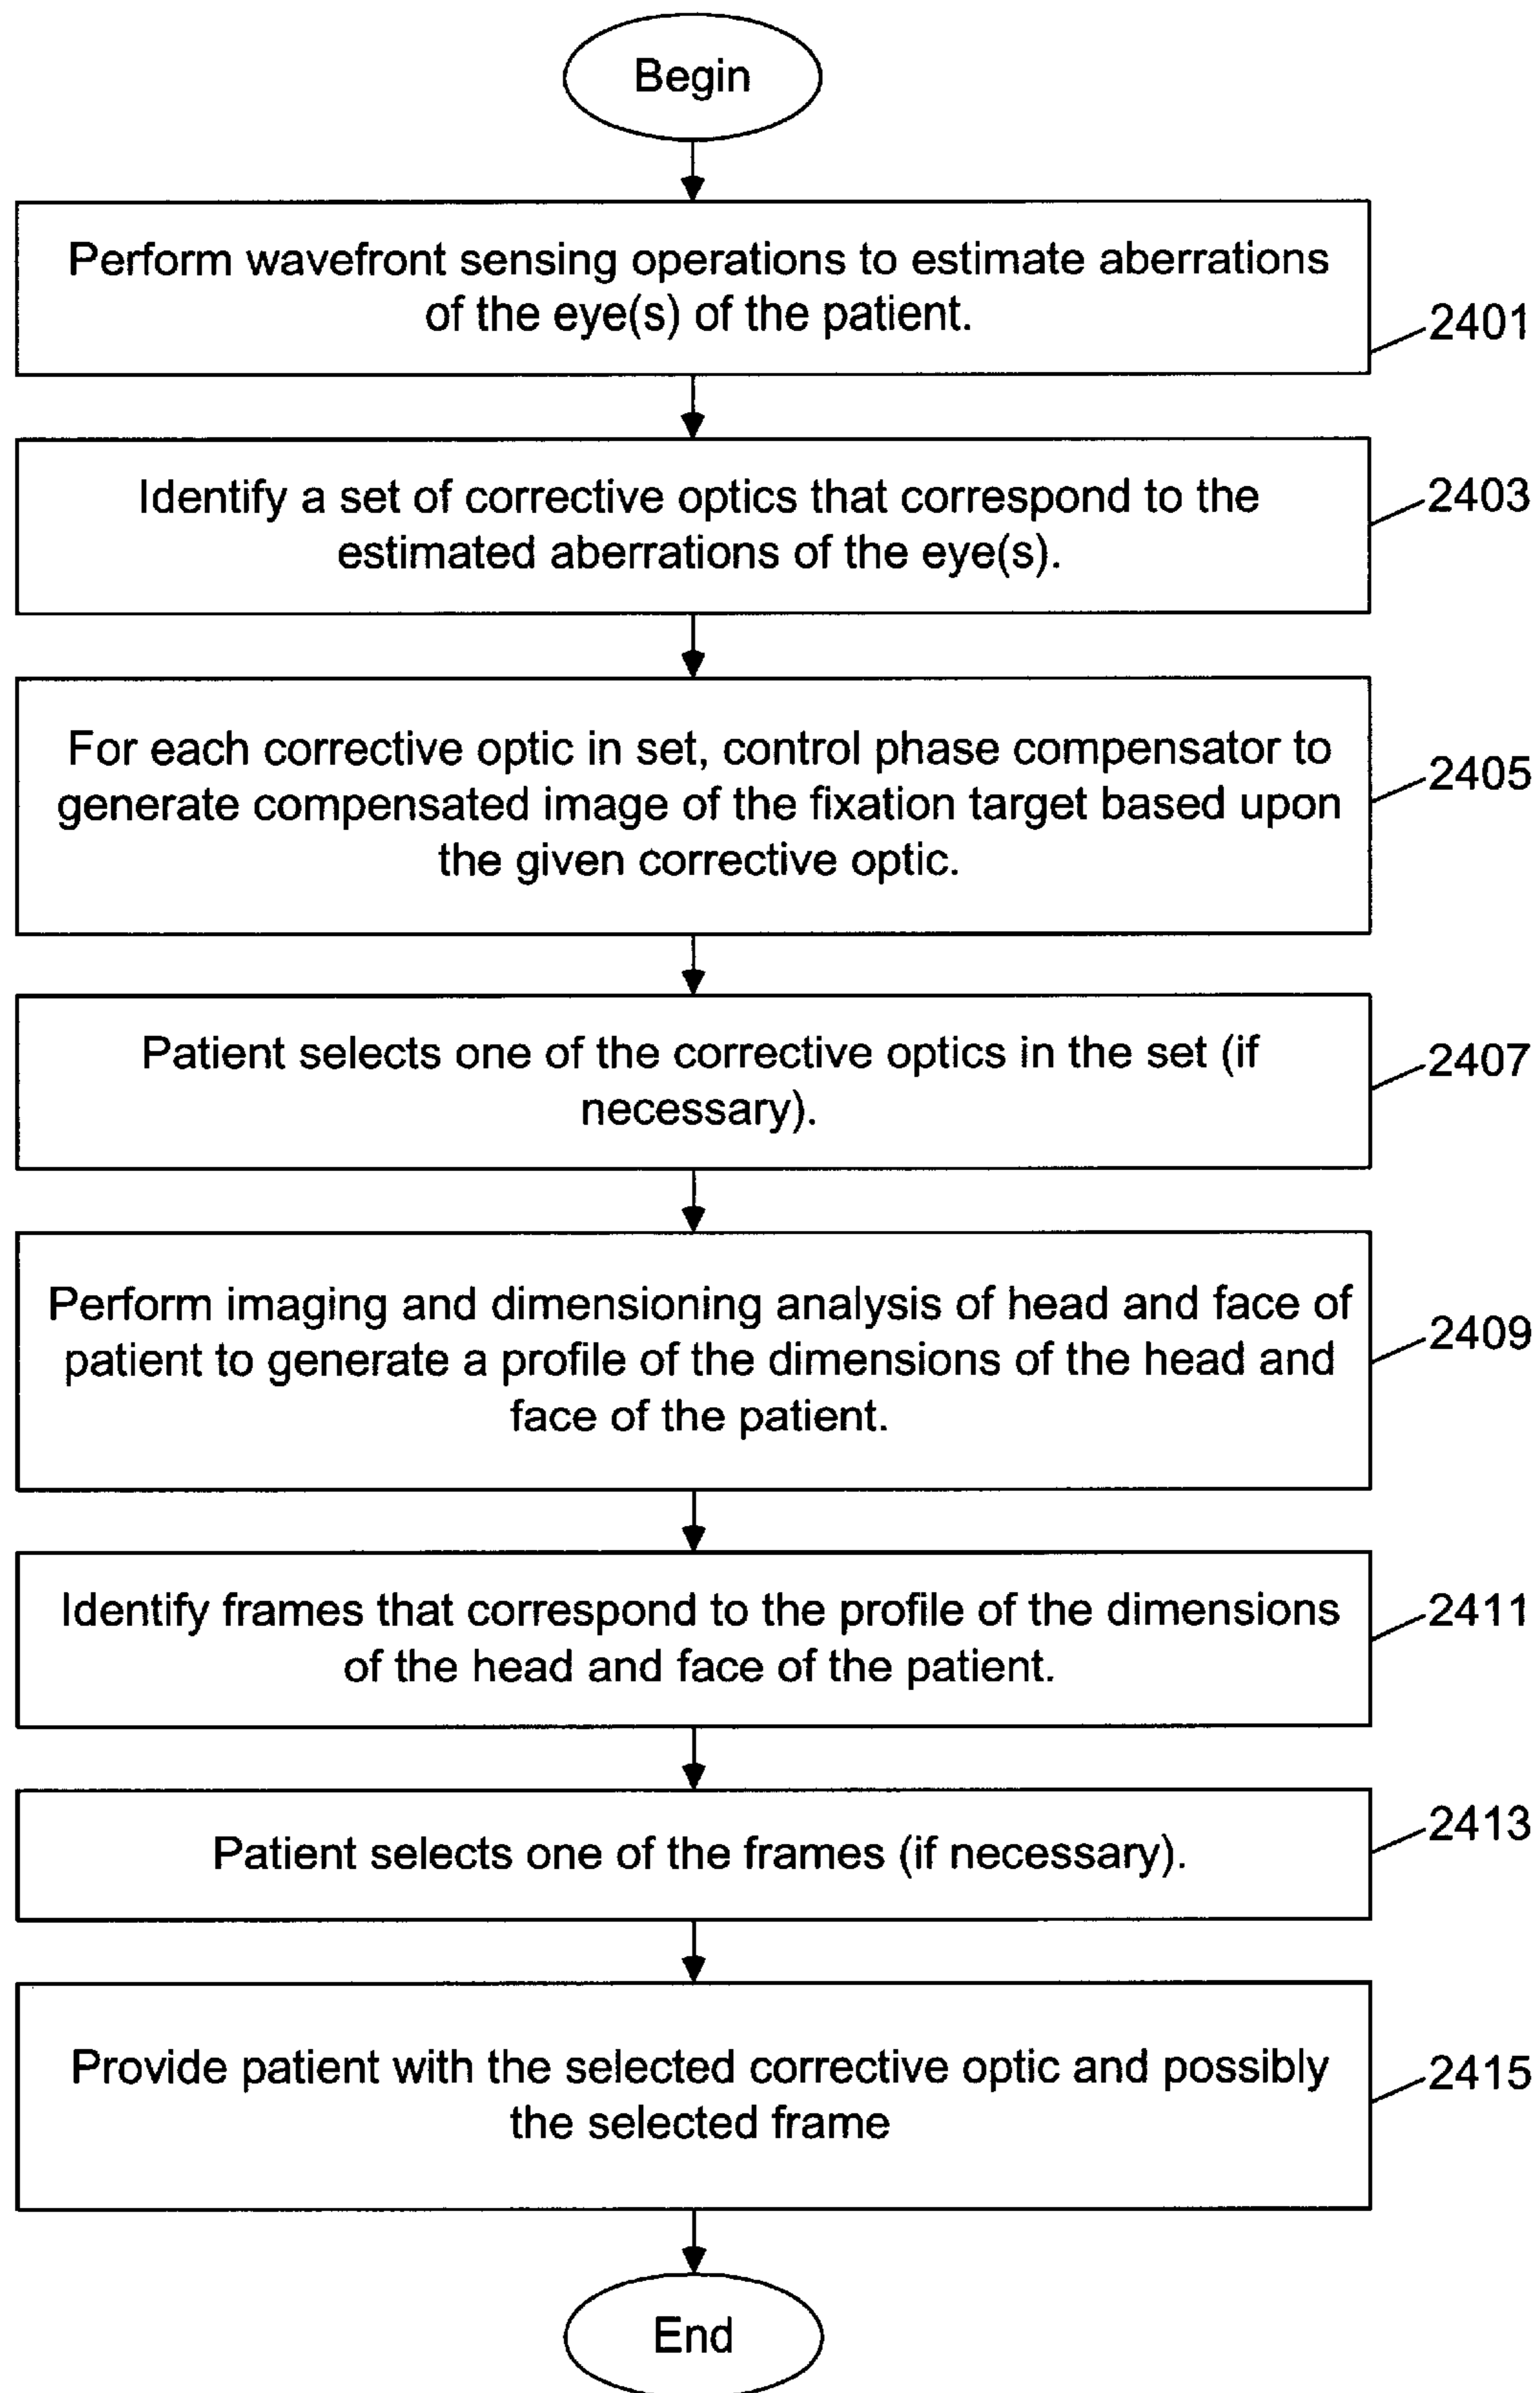 Begin
Perform wavefront sensing operations to estimate aberrations
of the eye(s) of the patient.
2401
Identify a set of corrective optics that correspond to the
estimated aberrations of the eye(s).
2403
For each corrective optic in set, control phase compensator to
generate compensated image of the fixation target based upon
the given corrective optic.
2405
Patient selects one of the corrective optics in the set (if
necessary).
2407
Perform imaging and dimensioning analysis of head and face of
patient to generate a profile of the dimensions of the head and
face of the patient.
2409
Identify frames that correspond to the profile of the dimensions
of the head and face of the patient.
2411
Patient selects one of the frames (if necessary).
2413
Provide patient with the selected corrective optic and possibly
the selected frame
2415
End